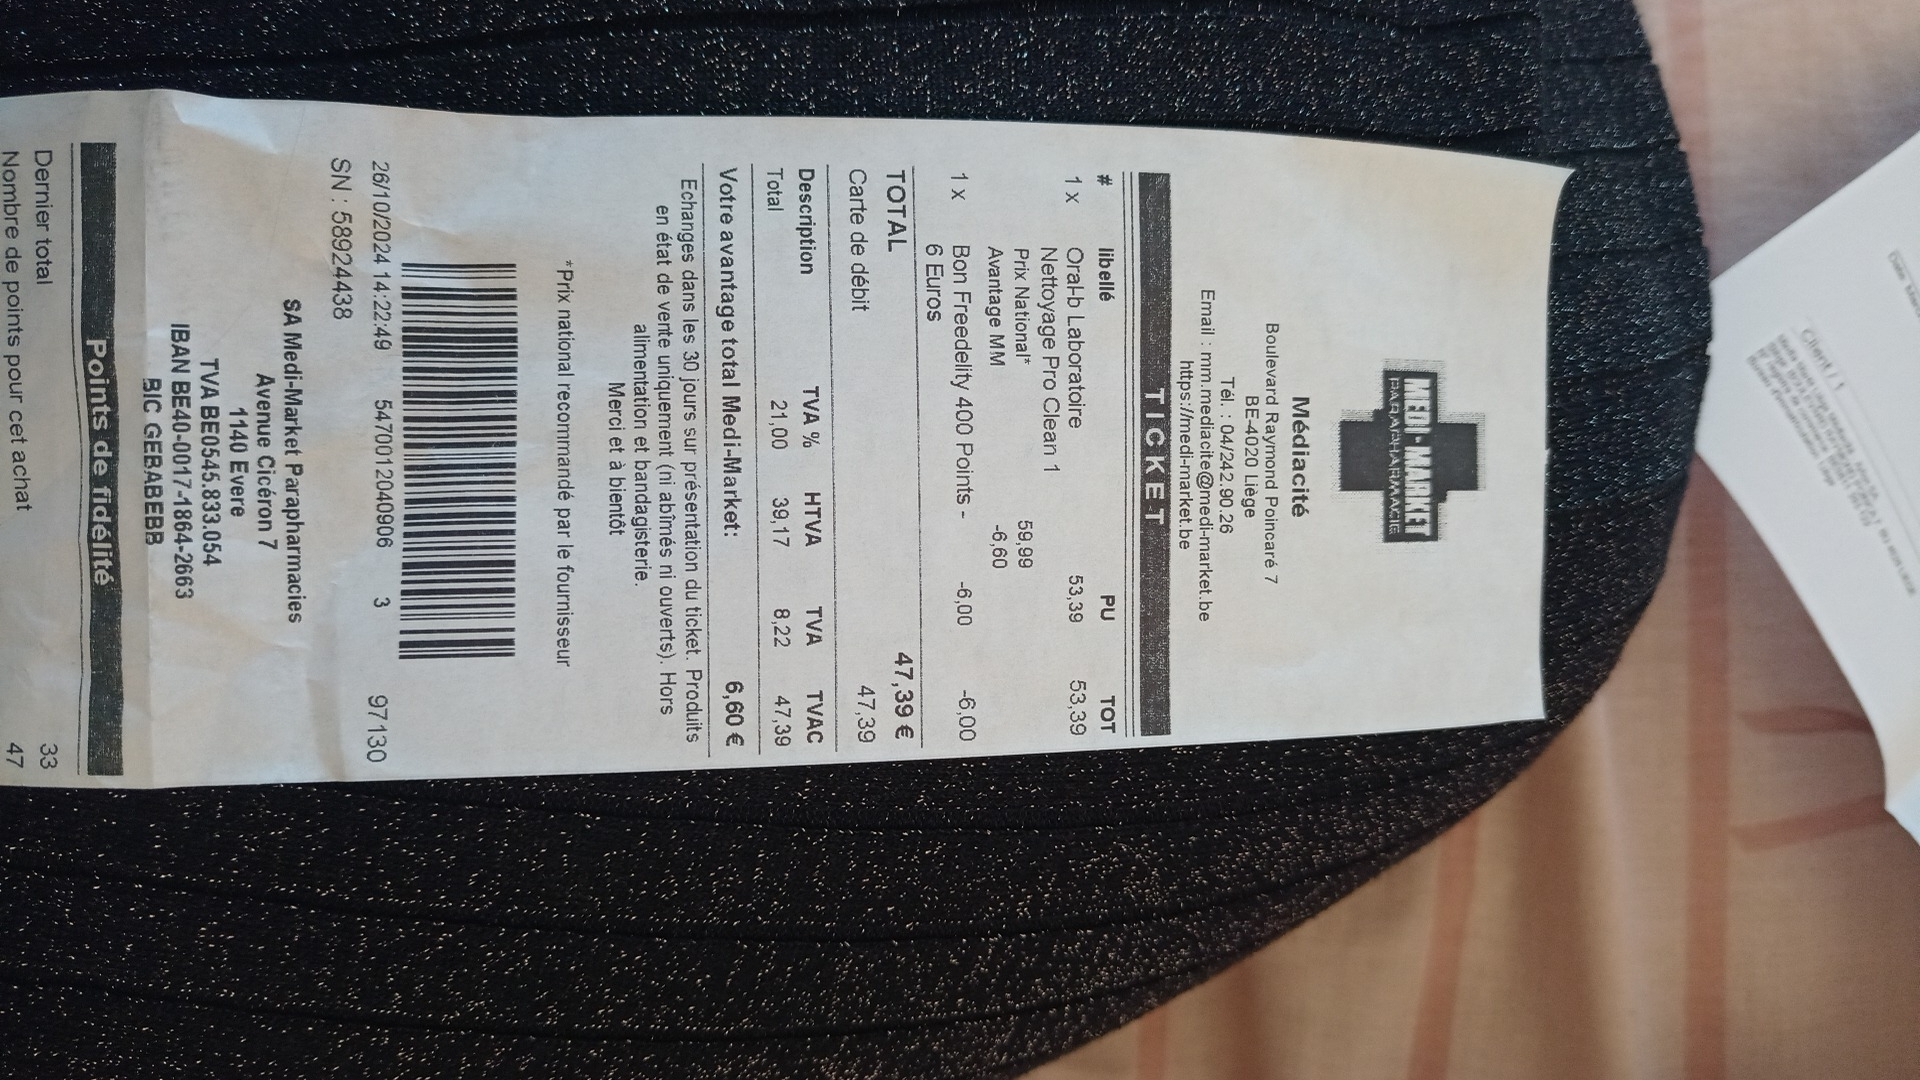 MEDI-MARKET
PARAPHARMACIE
Médiacité
Boulevard Raymond Poincaré 7
BE-4020 Liège
Tél. : 04/242.90.26
Email : mm.mediacite@medi-market.be
https://medi-market.be
TICKET
# libellé PU TOT
1 x Oral-b Laboratoire 53,39 53,39
Nettoyage Pro Clean 1
Prix National* 59,99
Avantage MM -6,60
1 x Bon Freedelity 400 Points - -6,00 -6,00
6 Euros
TOTAL 47,39 €
Carte de débit 47,39
Description TVA % HTVA TVA TVAC
Total 21,00 39,17 8,22 47,39
Votre avantage total Medi-Market: 6,60 €
Echanges dans les 30 jours sur présentation du ticket. Produits
en état de vente uniquement (ni abîmés ni ouverts). Hors
alimentation et bandagisterie.
Merci et à bientôt
*Prix national recommandé par le fournisseur
26/10/2024 14:22:49 5470012040906 3 97130
SN : 58924438
SA Medi-Market Parapharmacies
Avenue Cicéron 7
1140 Evere
TVA BE0545.833.054
IBAN BE40-0017-1864-2663
BIC GEBABEBB
Points de fidélité
Dernier total 33
Nombre de points pour cet achat 47
Client / 1